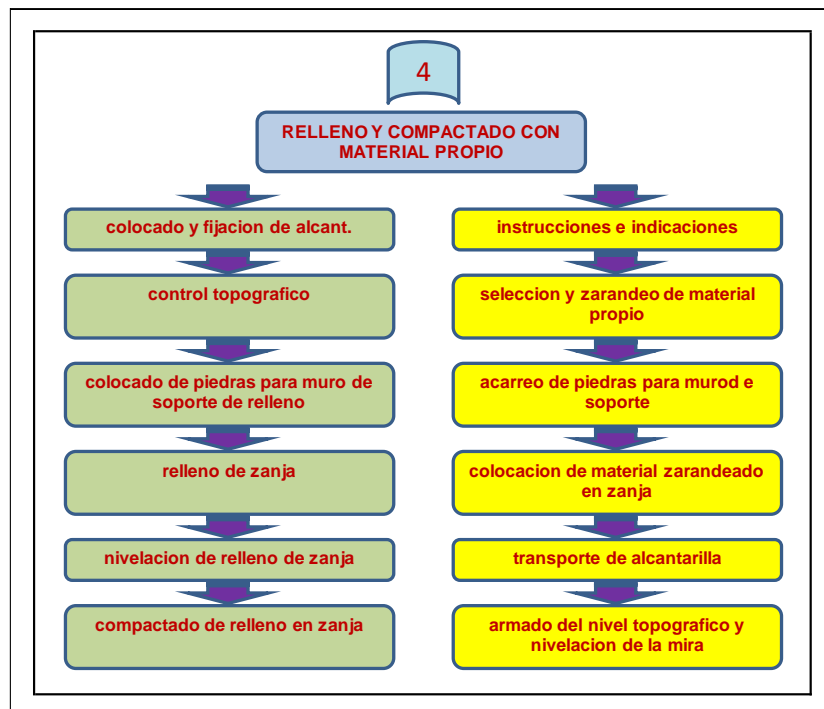 4
RELLENO Y COMPACTADO CON
MATERIAL PROPIO
colocado y fijacion de alcant.
control topografico
colocado de piedras para muro de
soporte de relleno
relleno de zanja
nivelacion de relleno de zanja
compactado de relleno en zanja
instrucciones e indicaciones
seleccion y zarandeo de material
propio
acarreo de piedras para murod e
soporte
colocacion de material zarandeado
en zanja
transporte de alcantarilla
armado del nivel topografico y
nivelacion de la mira